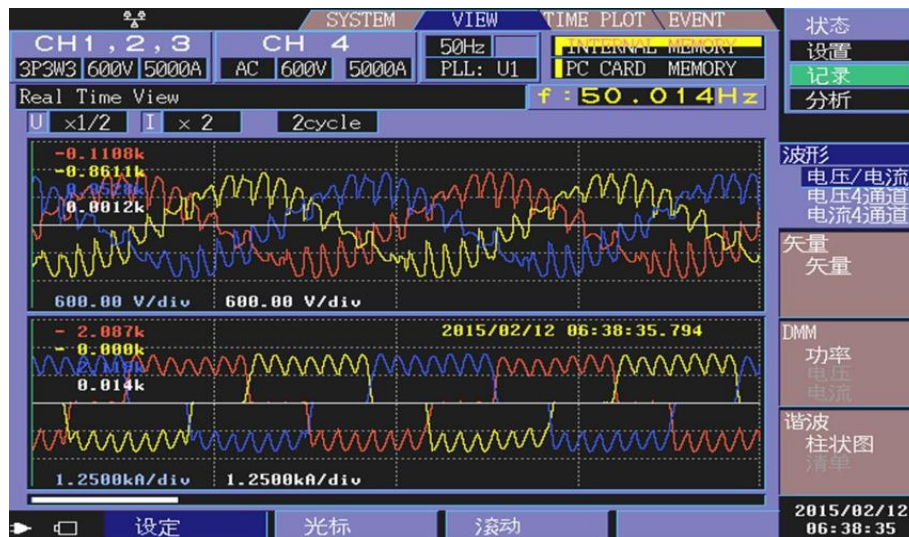 SYSTEM VIEW TIME PLOT EVENT
CH1,2,3 CH 4 50Hz INTERNAL MEMORY
3P3W3 600V 5000A AC 600V 5000A PLL: U1 PC CARD MEMORY
Real Time View f:50.014Hz
U ×1/2 I × 2 2cycle
-0.1108k
-0.8611k
0.0012k
600.00 V/div 600.00 V/div
- 2.087k 2015/02/12 06:38:35.794
- 0.000k
0.014k
1.2500kA/div 1.2500kA/div
设定 光标 滚动
状态
设置
记录
分析
波形
电压/电流
电压4通道
电流4通道
矢量
矢量
DMM
功率
电压
电流
谐波
柱状图
清单
2015/02/12
06:38:35